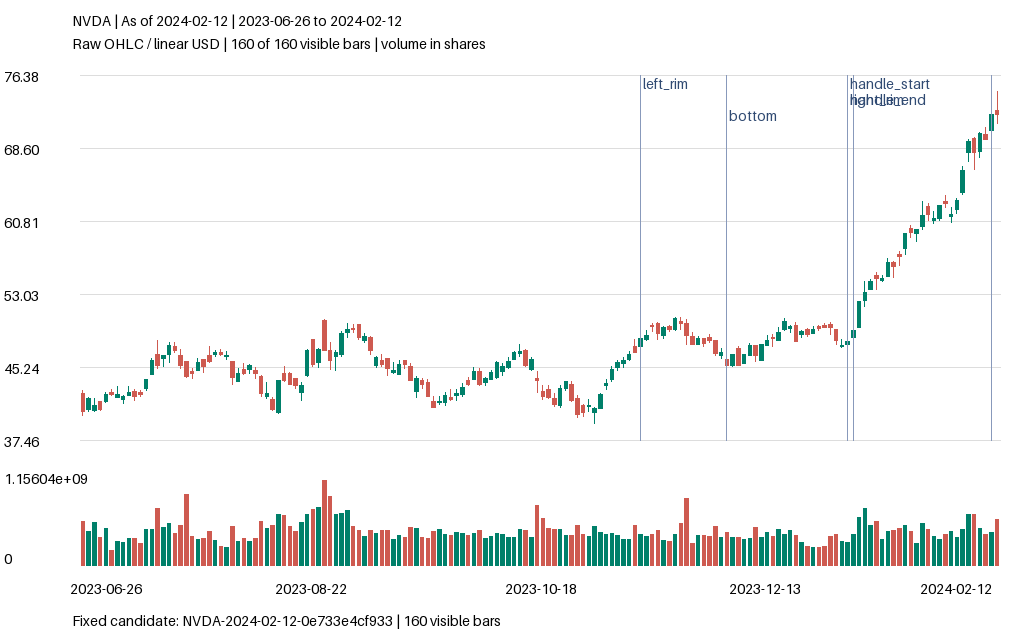 NVDA | As of 2024-02-12 | 2023-06-26 to 2024-02-12
Raw OHLC / linear USD | 160 of 160 visible bars | volume in shares
76.38
left_rim
handle_start
handle_end
bottom
68.60
60.81
53.03
45.24
37.46
1.15604e+09
0
2023-06-26
2023-08-22
2023-10-18
2023-12-13
2024-02-12
Fixed candidate: NVDA-2024-02-12-0e733e4cf933 | 160 visible bars